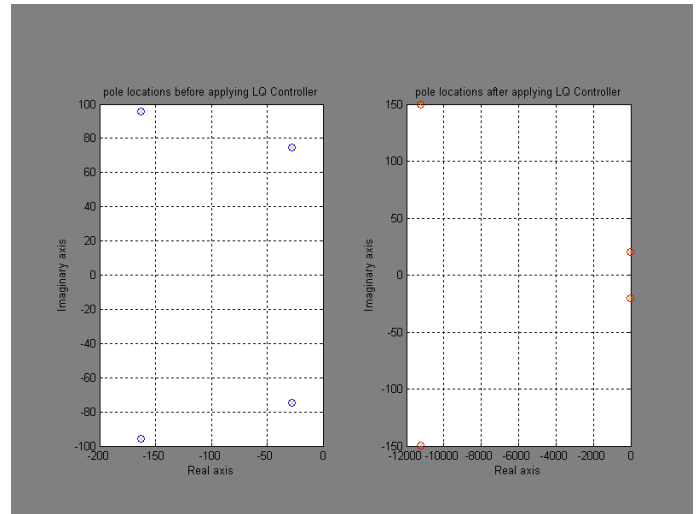 pole locations before applying LQ Controller
100
80
60
40
20
0
-20
-40
-60
-80
-100
Imaginary axis
-200 -150 -100 -50 0
Real axis
pole locations after applying LQ Controller
150
100
50
0
-50
-100
-150
Imaginary axis
-12000 -10000 -8000 -6000 -4000 -2000 0
Real axis